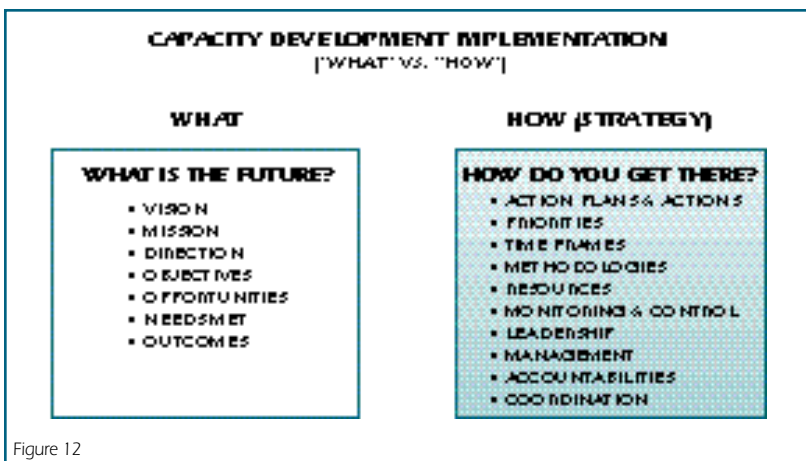 CAPACITY DEVELOPMENT IMPLEMENTATION
["WHAT" VS. "HOW"]
WHAT
WHAT IS THE FUTURE?
• VISION
• MISSION
• DIRECTION
• OBJECTIVES
• OPPORTUNITIES
• NEEDS MET
• OUTCOMES
HOW (STRATEGY)
HOW DO YOU GET THERE?
• ACTION PLANS & ACTIONS
• PRIORITIES
• TIME FRAMES
• METHODOLOGIES
• RESOURCES
• MONITORING & CONTROL
• LEADERSHIP
• MANAGEMENT
• ACCOUNTABILITIES
• COORDINATION
Figure 12